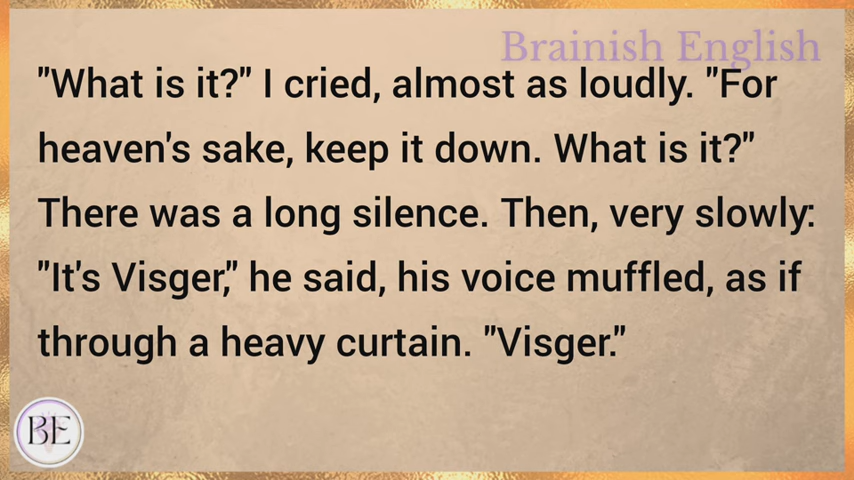 Brainish English
"What is it?" I cried, almost as loudly. "For
heaven's sake, keep it down. What is it?"
There was a long silence. Then, very slowly:
"It's Visger," he said, his voice muffled, as if
through a heavy curtain. "Visger."
BE